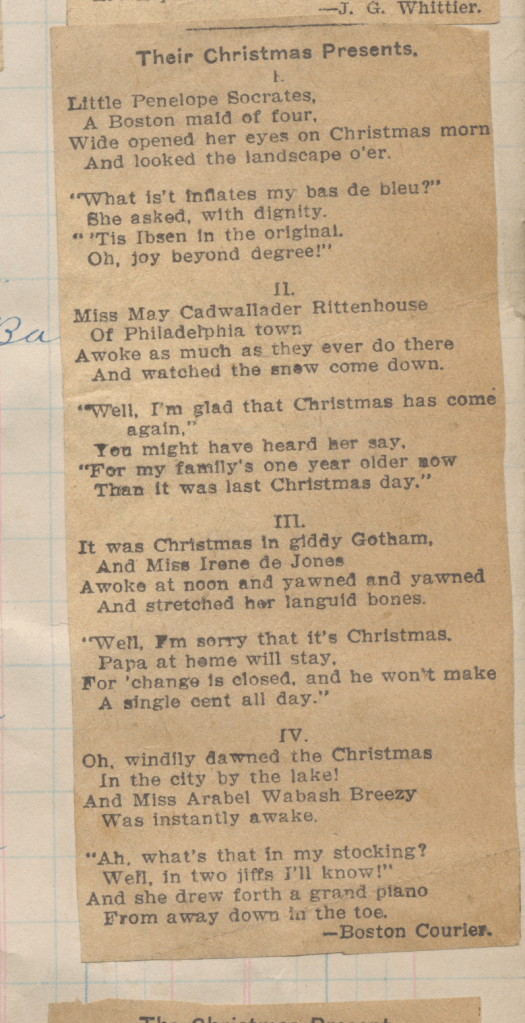 —J. G. Whittier.
Their Christmas Presents.
I.
Little Penelope Socrates,
A Boston maid of four,
Wide opened her eyes on Christmas morn
And looked the landscape o'er.
"What is't inflates my bas de bleu?"
She asked, with dignity.
" 'Tis Ibsen in the original.
Oh, joy beyond degree!"
II.
Miss May Cadwallader Rittenhouse
Of Philadelphia town
Awoke as much as they ever do there
And watched the snow come down.
"Well, I'm glad that Christmas has come
again,"
You might have heard her say,
"For my family's one year older now
Than it was last Christmas day."
III.
It was Christmas in giddy Gotham,
And Miss Irene de Jones
Awoke at noon and yawned and yawned
And stretched her languid bones.
"Well, I'm sorry that it's Christmas.
Papa at home will stay,
For 'change is closed, and he won't make
A single cent all day."
IV.
Oh, windily dawned the Christmas
In the city by the lake!
And Miss Arabel Wabash Breezy
Was instantly awake.
"Ah, what's that in my stocking?
Well, in two jiffs I'll know!"
And she drew forth a grand piano
From away down in the toe.
—Boston Courier.
Ba
The Christmas Present